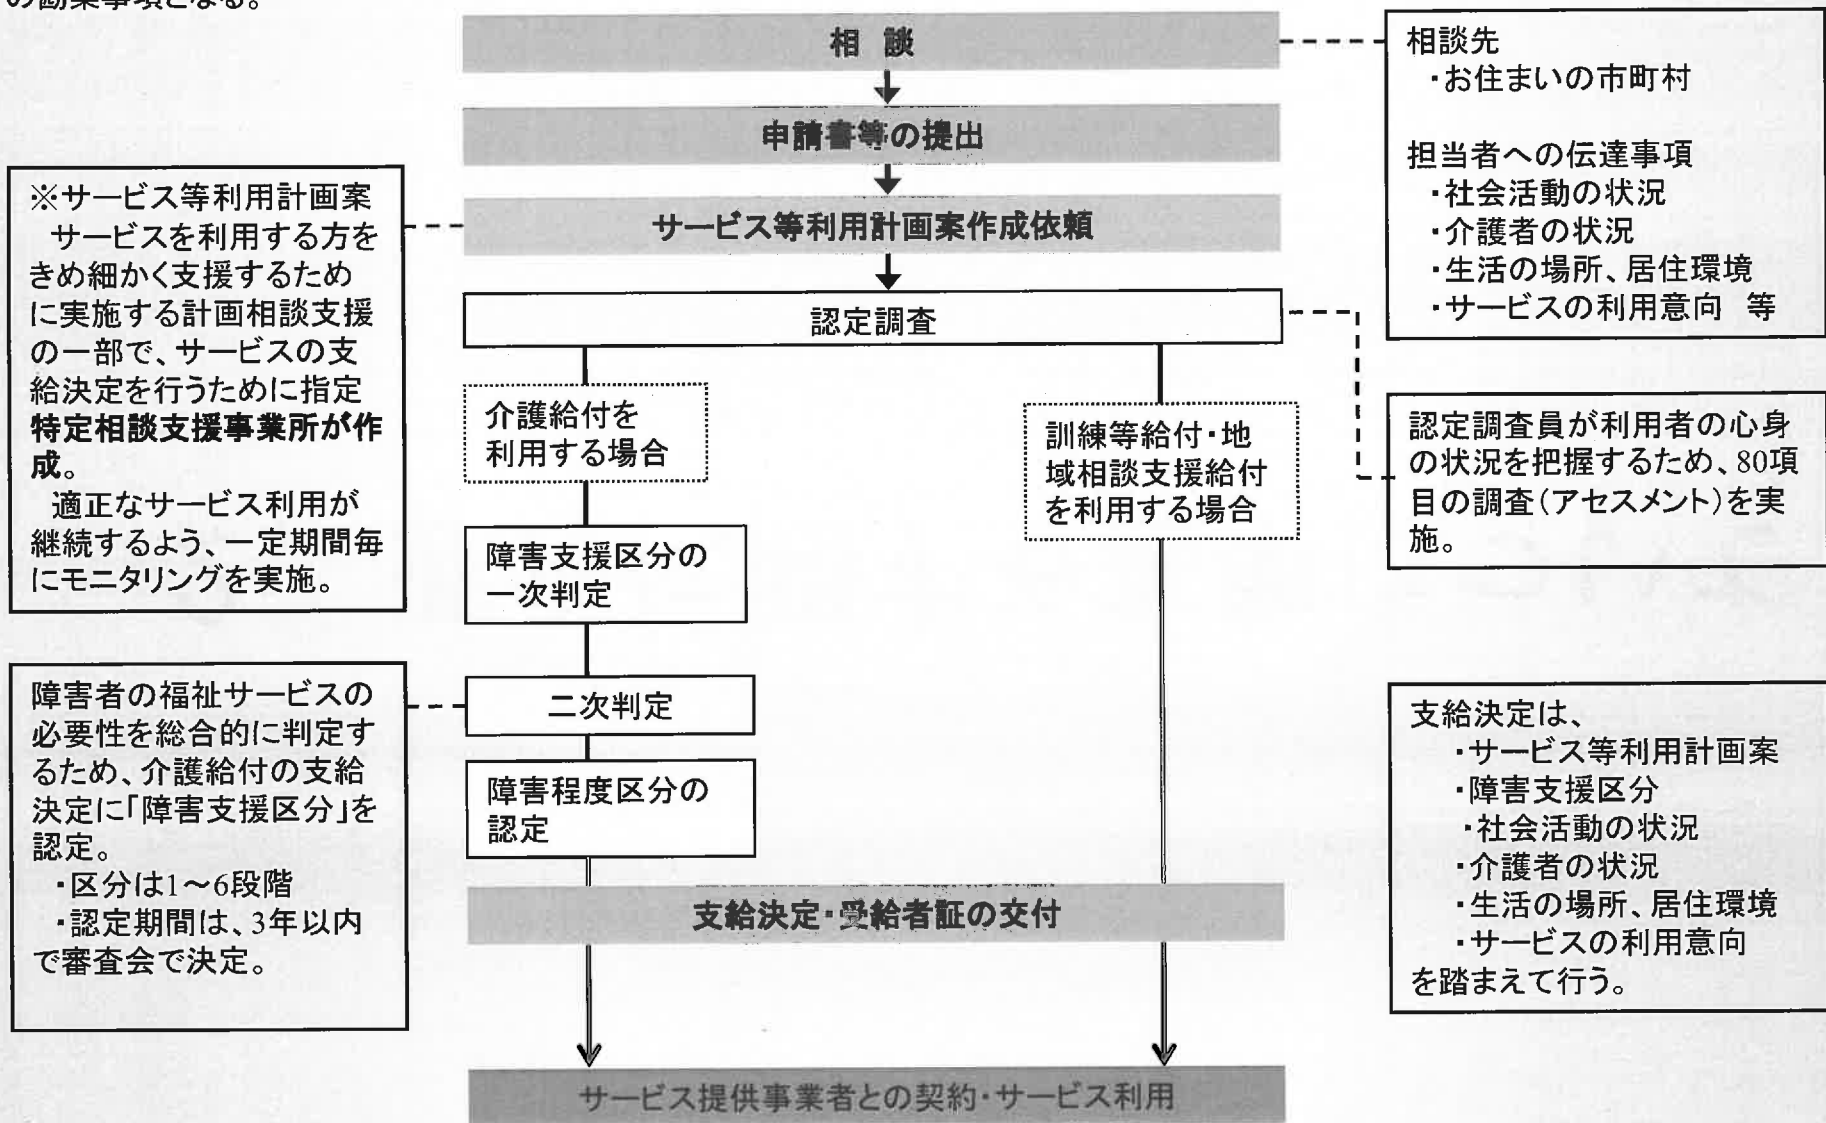 の勘案事項となる。
相 談
申請書等の提出
サービス等利用計画案作成依頼
認定調査
介護給付を
利用する場合
訓練等給付・地
域相談支援給付
を利用する場合
障害支援区分の
一次判定
二次判定
障害程度区分の
認定
支給決定・受給者証の交付
サービス提供事業者との契約・サービス利用
※サービス等利用計画案
サービスを利用する方を
きめ細かく支援するため
に実施する計画相談支援
の一部で、サービスの支
給決定を行うために指定
特定相談支援事業所が作
成。
適正なサービス利用が
継続するよう、一定期間毎
にモニタリングを実施。
障害者の福祉サービスの
必要性を総合的に判定す
るため、介護給付の支給
決定に「障害支援区分」を
認定。
・区分は1～6段階
・認定期間は、3年以内
で審査会で決定。
相談先
・お住まいの市町村
担当者への伝達事項
・社会活動の状況
・介護者の状況
・生活の場所、居住環境
・サービスの利用意向 等
認定調査員が利用者の心身
の状況を把握するため、80項
目の調査(アセスメント)を実
施。
支給決定は、
・サービス等利用計画案
・障害支援区分
・社会活動の状況
・介護者の状況
・生活の場所、居住環境
・サービスの利用意向
を踏まえて行う。